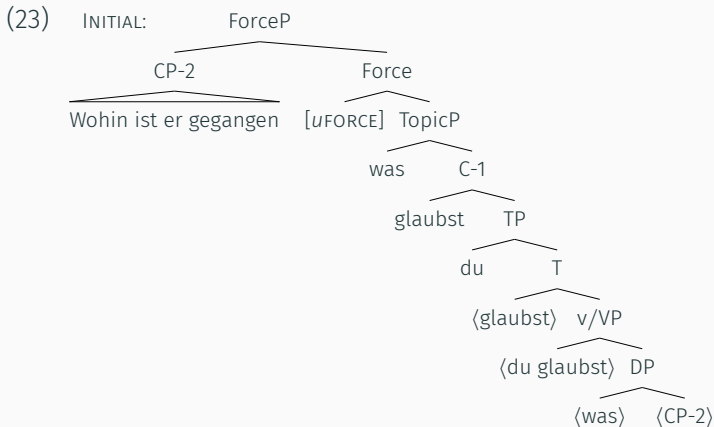 (23) INITIAL: ForceP
CP-2 Force
Wohin ist er gegangen [uFORCE] TopicP
was C-1
glaubst TP
du T
⟨glaubst⟩ v/VP
⟨du glaubst⟩ DP
⟨was⟩ ⟨CP-2⟩